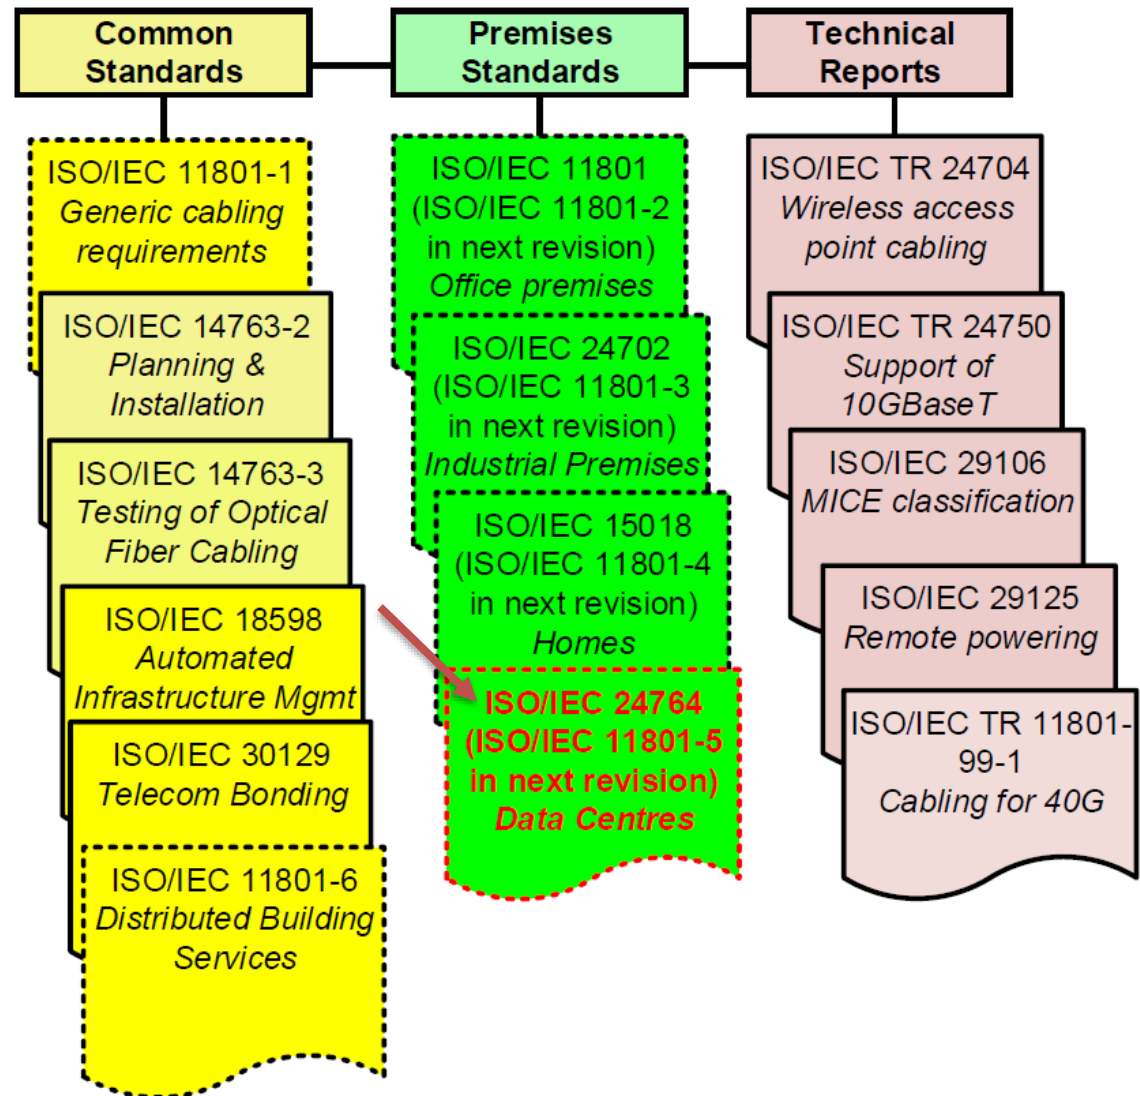 Common
Standards
Premises
Standards
Technical
Reports
ISO/IEC 11801-1
Generic cabling
requirements
ISO/IEC 14763-2
Planning &
Installation
ISO/IEC 14763-3
Testing of Optical
Fiber Cabling
ISO/IEC 18598
Automated
Infrastructure Mgmt
ISO/IEC 30129
Telecom Bonding
ISO/IEC 11801-6
Distributed Building
Services
ISO/IEC 11801
(ISO/IEC 11801-2
in next revision)
Office premises
ISO/IEC 24702
(ISO/IEC 11801-3
in next revision)
Industrial Premises
ISO/IEC 15018
(ISO/IEC 11801-4
in next revision)
Homes
ISO/IEC 24764
(ISO/IEC 11801-5
in next revision)
Data Centres
ISO/IEC TR 24704
Wireless access
point cabling
ISO/IEC TR 24750
Support of
10GBaseT
ISO/IEC 29106
MICE classification
ISO/IEC 29125
Remote powering
ISO/IEC TR 11801-
99-1
Cabling for 40G